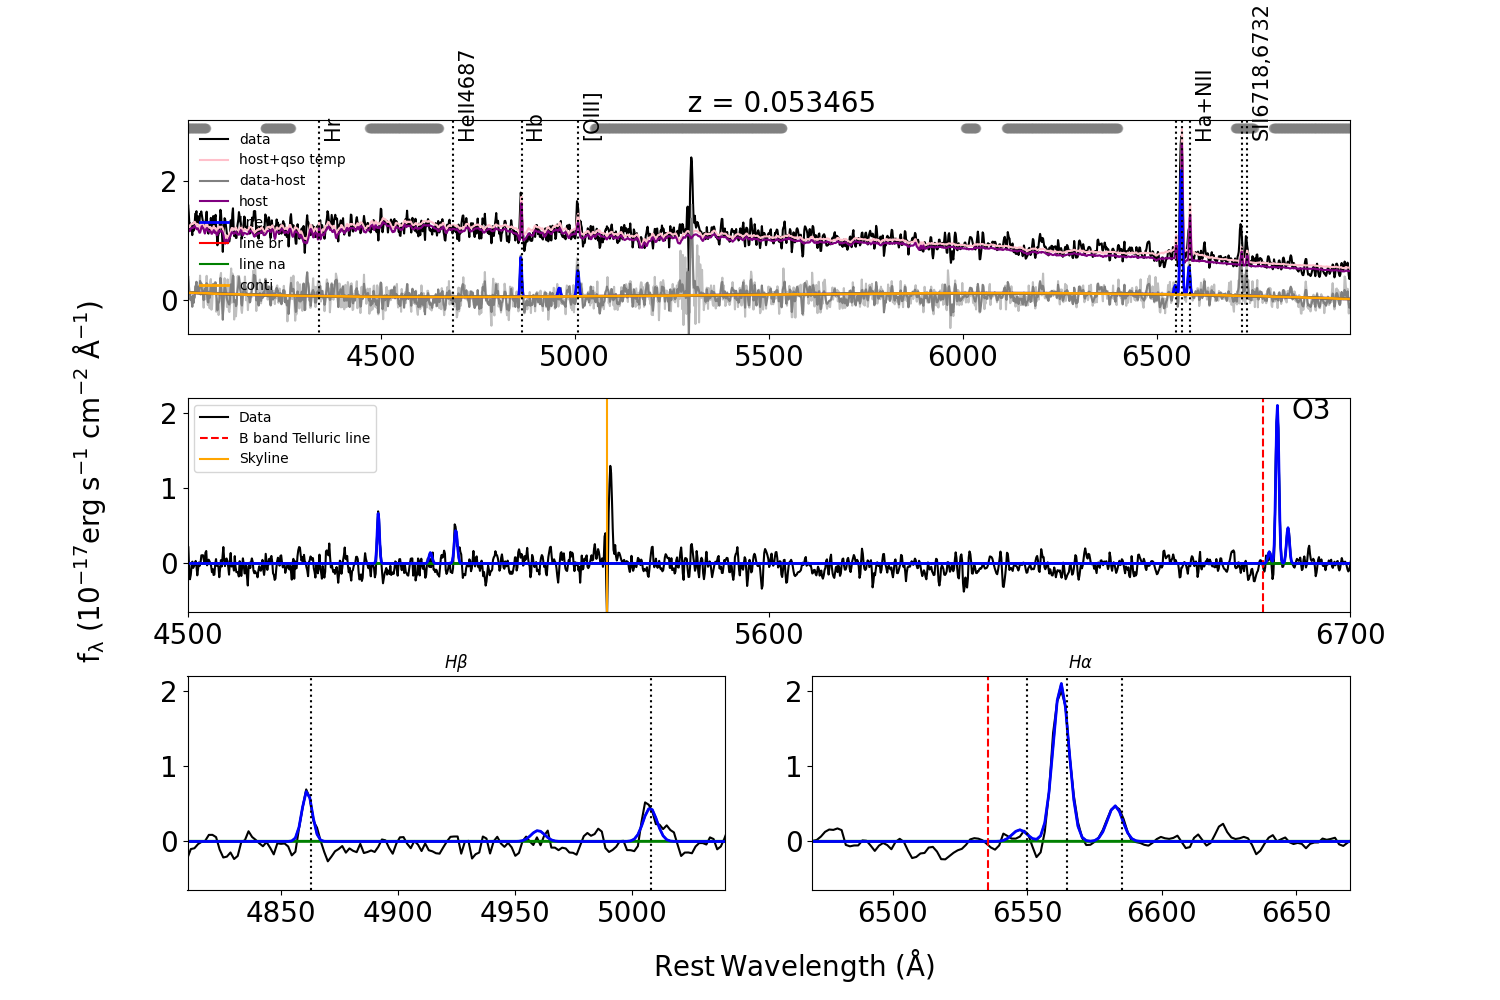 z = 0.053465
Hr
HeII4687
Hb
[OIII]
Ha+NII
SII6718,6732
data
host+qso temp
data-host
host
line
line br
line na
conti
2
0
4500 5000 5500 6000 6500
Data
B band Telluric line
Skyline
O3
2
1
0
4500 5600 6700
fλ (10⁻¹⁷erg s⁻¹ cm⁻² Å⁻¹)
Hβ
2
1
0
4850 4900 4950 5000
Hα
2
1
0
6500 6550 6600 6650
Rest Wavelength (Å)